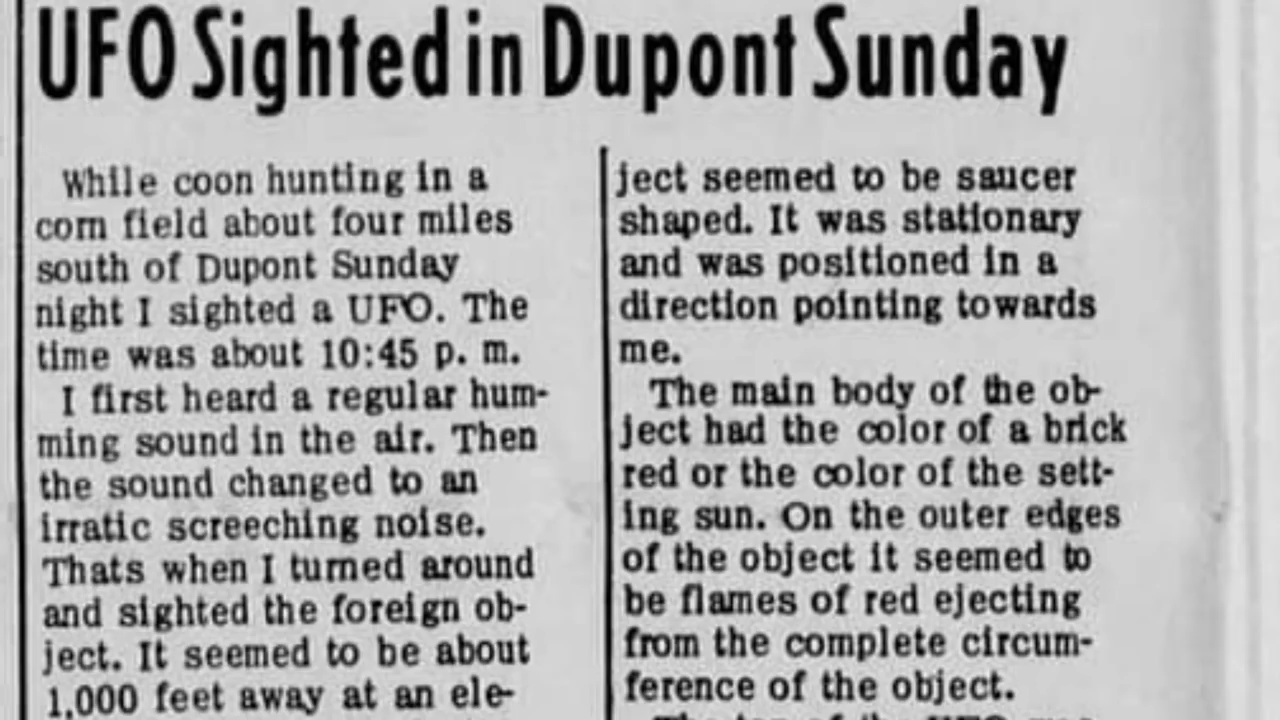 UFO Sighted in Dupont Sunday
While coon hunting in a
corn field about four miles
south of Dupont Sunday
night I sighted a UFO. The
time was about 10:45 p. m.
I first heard a regular hum-
ming sound in the air. Then
the sound changed to an
irratic screeching noise.
Thats when I turned around
and sighted the foreign ob-
ject. It seemed to be about
1,000 feet away at an ele-
ject seemed to be saucer
shaped. It was stationary
and was positioned in a
direction pointing towards
me.
The main body of the ob-
ject had the color of a brick
red or the color of the sett-
ing sun. On the outer edges
of the object it seemed to
be flames of red ejecting
from the complete circum-
ference of the object.